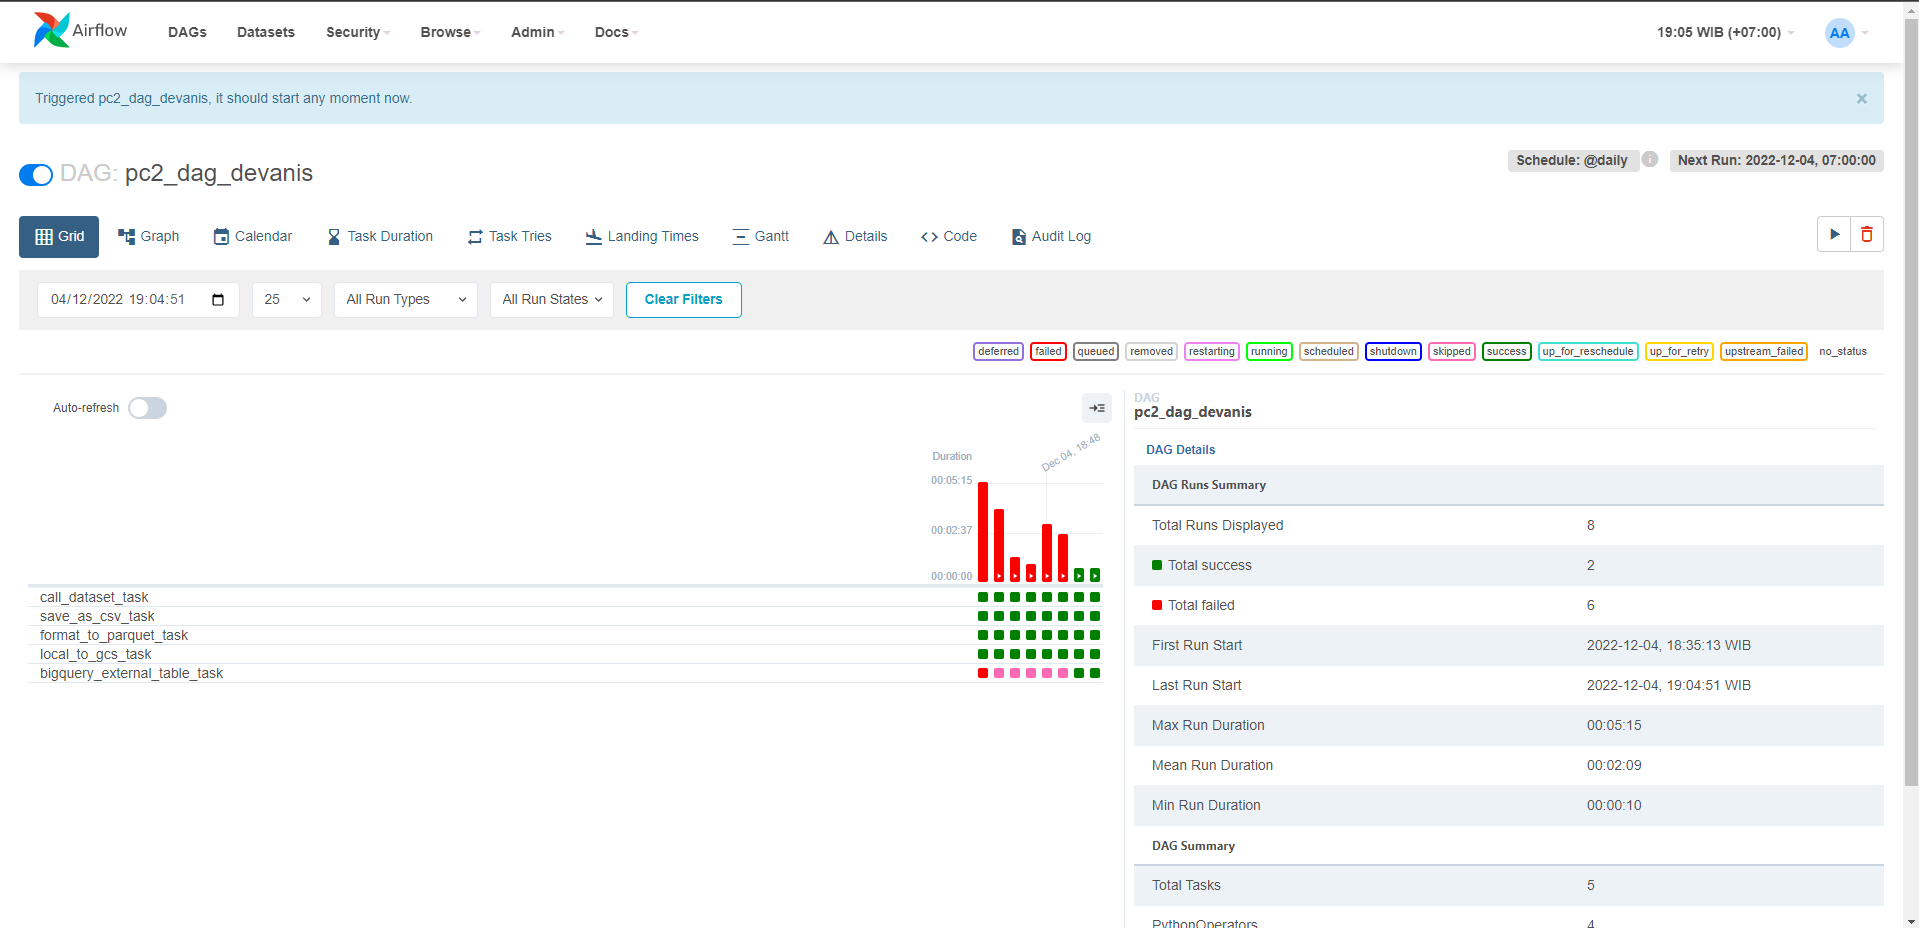 Airflow DAGs Datasets Security Browse Admin Docs 19:05 WIB (+07:00) AA
Triggered pc2_dag_devanis, it should start any moment now. ×
DAG: pc2_dag_devanis Schedule: @daily i Next Run: 2022-12-04, 07:00:00
Grid Graph Calendar Task Duration Task Tries Landing Times Gantt Details Code Audit Log
04/12/2022 19:04:51 25 All Run Types All Run States Clear Filters
deferred failed queued removed restarting running scheduled shutdown skipped success up_for_reschedule up_for_retry upstream_failed no_status
Auto-refresh
Dec 04, 18:48
Duration
00:05:15
00:02:37
00:00:00
call_dataset_task
save_as_csv_task
format_to_parquet_task
local_to_gcs_task
bigquery_external_table_task
DAG
pc2_dag_devanis
DAG Details
DAG Runs Summary
Total Runs Displayed 8
Total success 2
Total failed 6
First Run Start 2022-12-04, 18:35:13 WIB
Last Run Start 2022-12-04, 19:04:51 WIB
Max Run Duration 00:05:15
Mean Run Duration 00:02:09
Min Run Duration 00:00:10
DAG Summary
Total Tasks 5
PythonOperators 4